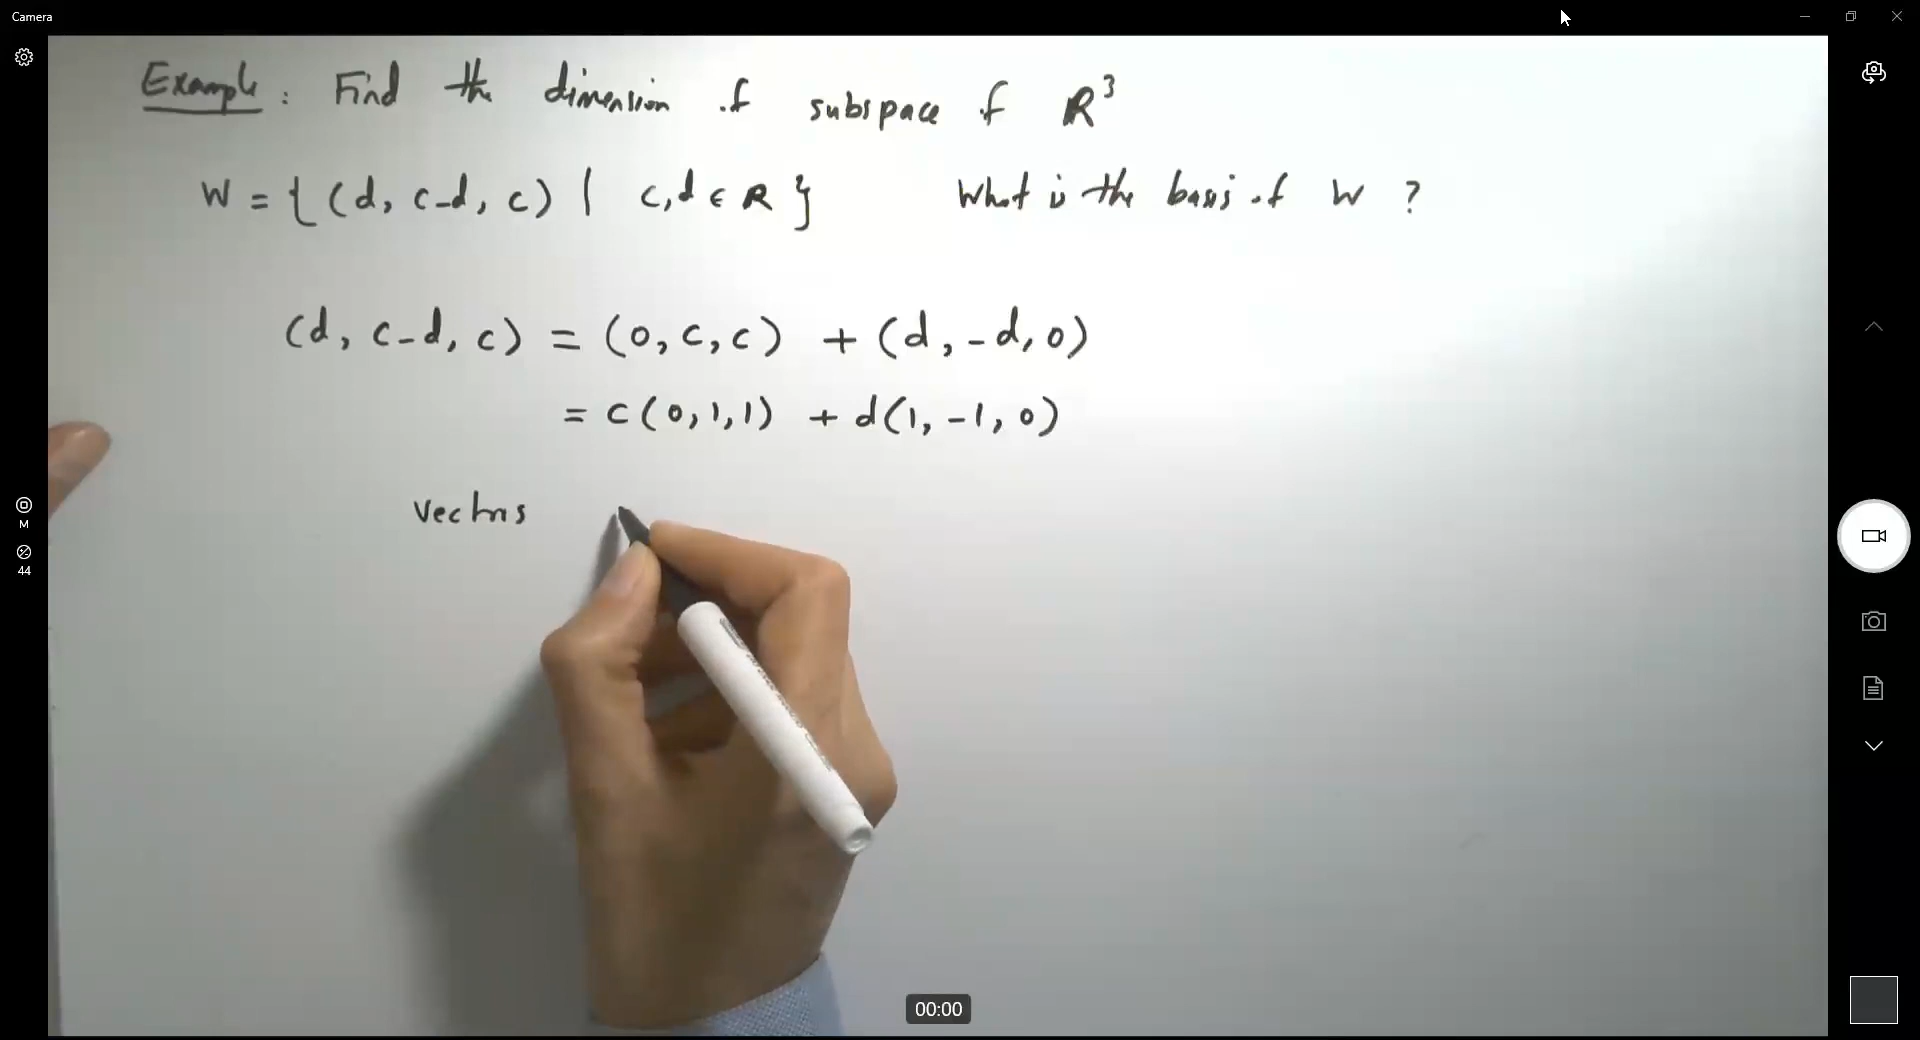 Camera
Example: Find the dimension of subspace of R³
W = { (d, c-d, c) | c,d ∈ R } What is the basis of W ?
(d, c-d, c) = (0, c, c) + (d, -d, 0)
= c(0, 1, 1) + d(1, -1, 0)
vectors
M
44
00:00